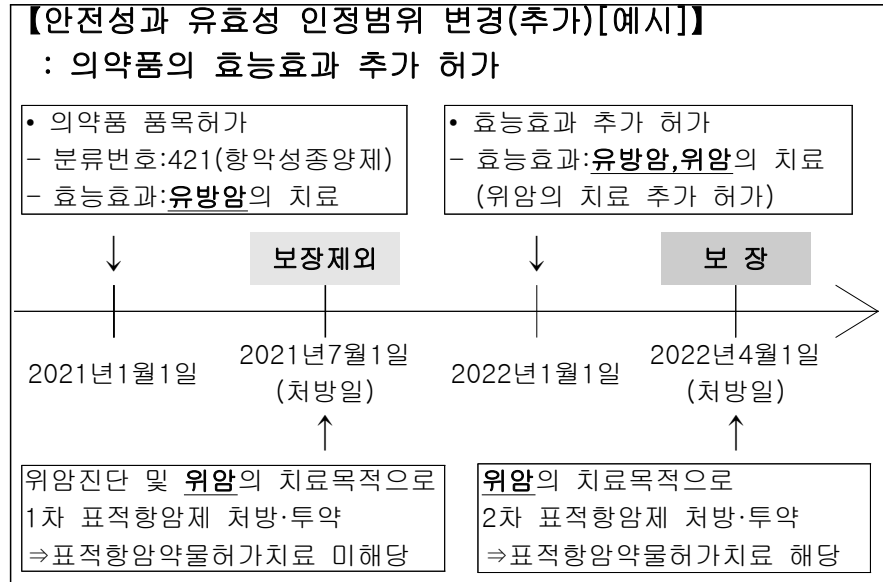 【안전성과 유효성 인정범위 변경(추가)[예시]】
: 의약품의 효능효과 추가 허가
• 의약품 품목허가
- 분류번호:421(항악성종양제)
- 효능효과:유방암의 치료
• 효능효과 추가 허가
- 효능효과:유방암,위암의 치료
(위암의 치료 추가 허가)
↓
보장제외
↓
보 장
2021년1월1일
2021년7월1일
(처방일)
2022년1월1일
2022년4월1일
(처방일)
↑
↑
위암진단 및 위암의 치료목적으로
1차 표적항암제 처방·투약
⇒표적항암약물허가치료 미해당
위암의 치료목적으로
2차 표적항암제 처방·투약
⇒표적항암약물허가치료 해당